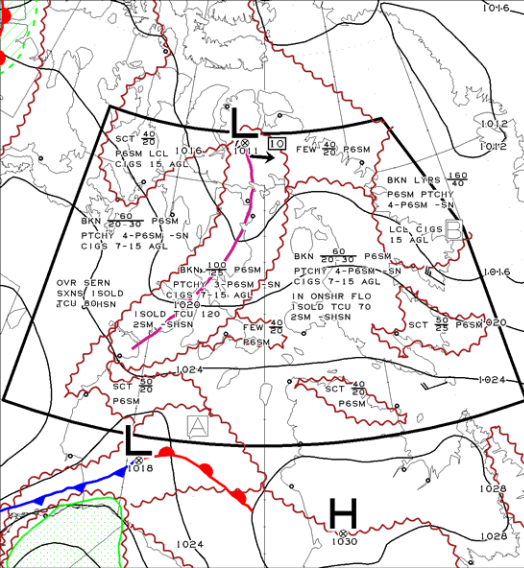 1016
1012
1012
L
10
1011
SCT 40/20
P6SM LCL
CIGS 15 AGL
1016
FEW 40/20 P6SM
BKN LYRS 160/40
P6SM PTCHY
4-P6SM -SN
LCL CIGS
15 AGL
B
BKN 60/20-30 P6SM
PTCHY 4-P6SM -SN
CIGS 7-15 AGL
BKN 60/20-30 P6SM
PTCHY 4-P6SM -SN
CIGS 7-15 AGL
1016
BKN 100/25 P6SM
PTCHY 3-P6SM -SN
CIGS 7-15 AGL
OVR SERN
SXNS ISOLD
TCU 80HSN
1020
ISOLD TCU 120
2SM -SHSN
IN ONSHR FLO
ISOLD TCU 70
2SM -SHSN
FEW 40/20
R6SM
SCT 50/25 P6SM
1020
1024
1024
SCT 50/20
P6SM
SCT 40/20
P6SM
A
L
1018
H
1030
1028
1028
1024